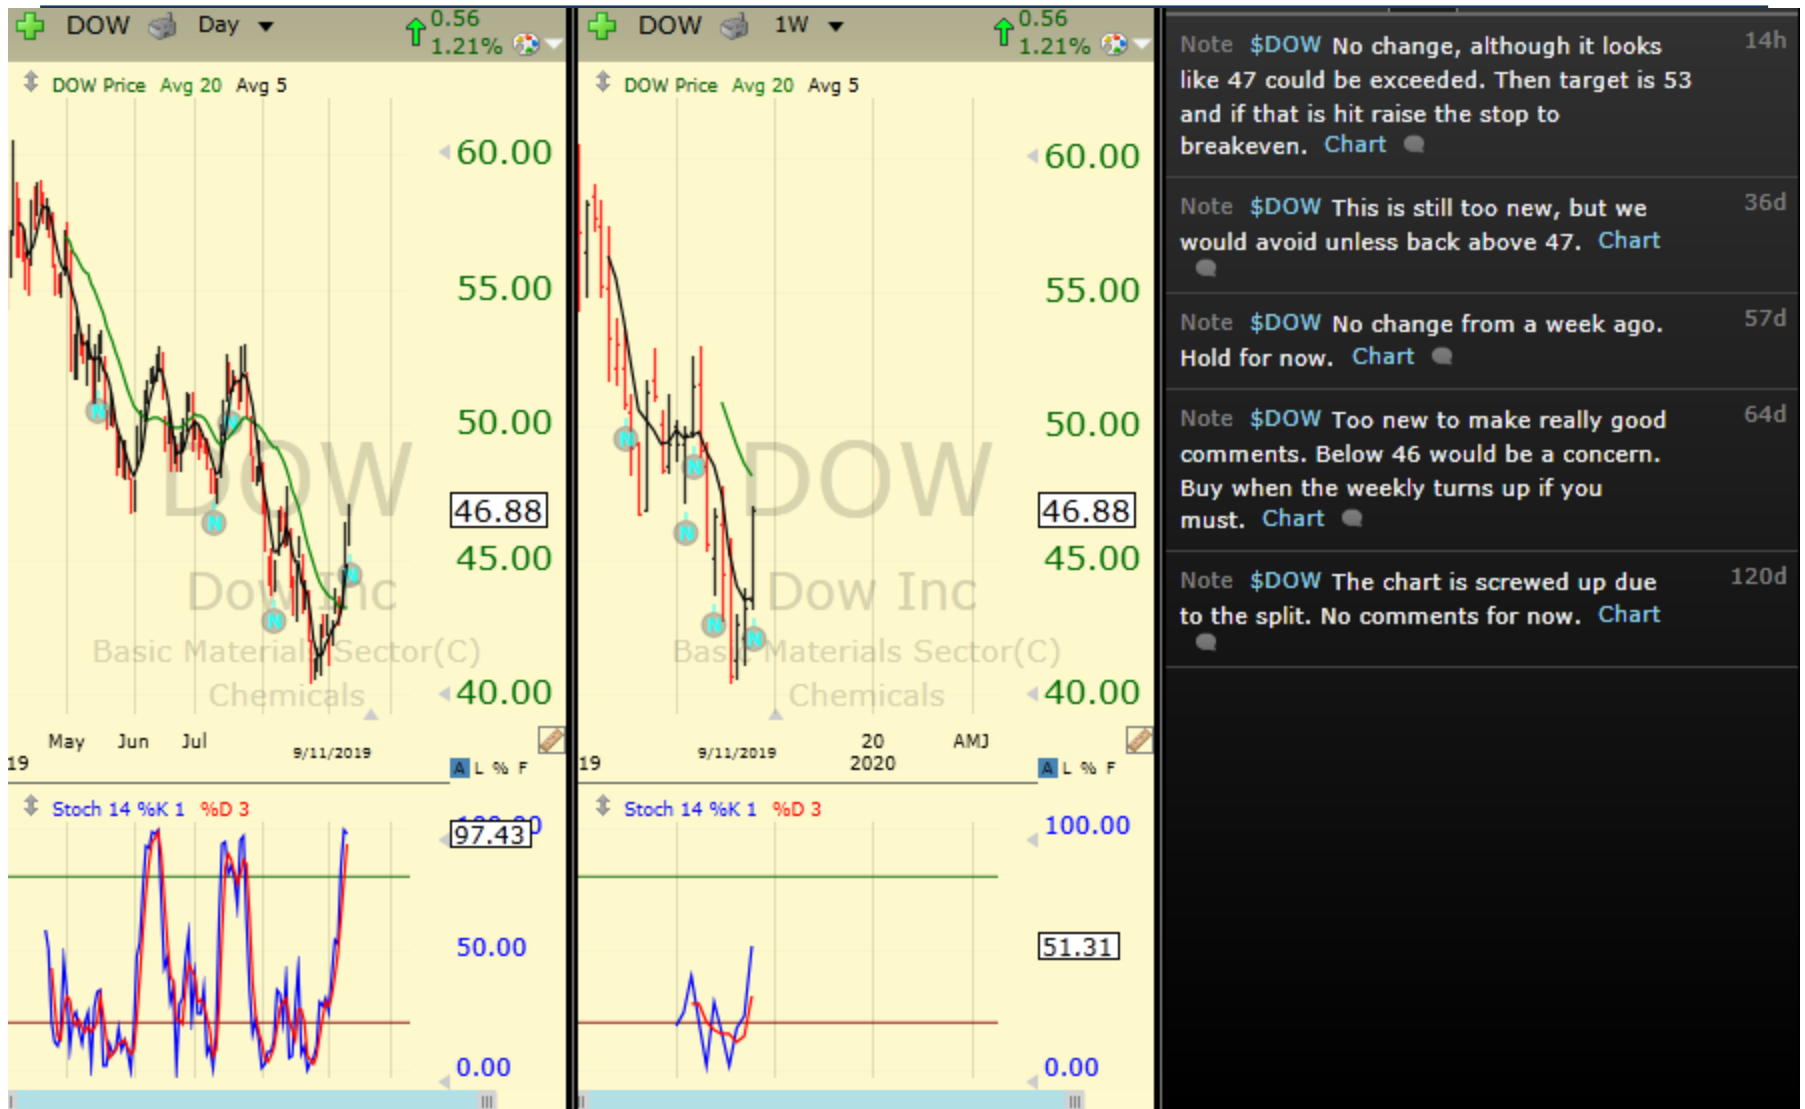 DOW Day 0.56
1.21%
DOW Price Avg 20 Avg 5
60.00
55.00
50.00
46.88
45.00
40.00
DOW
Dow Inc
Basic Materials Sector(C)
Chemicals
May Jun Jul 9/11/2019
19
A L % F
Stoch 14 %K 1 %D 3
97.43
50.00
0.00
DOW 1W 0.56
1.21%
DOW Price Avg 20 Avg 5
60.00
55.00
50.00
46.88
45.00
40.00
DOW
Dow Inc
Basic Materials Sector(C)
Chemicals
9/11/2019 20 AMJ
19 2020
A L % F
Stoch 14 %K 1 %D 3
100.00
51.31
0.00
Note $DOW No change, although it looks 14h
like 47 could be exceeded. Then target is 53
and if that is hit raise the stop to
breakeven. Chart
Note $DOW This is still too new, but we 36d
would avoid unless back above 47. Chart
Note $DOW No change from a week ago. 57d
Hold for now. Chart
Note $DOW Too new to make really good 64d
comments. Below 46 would be a concern.
Buy when the weekly turns up if you
must. Chart
Note $DOW The chart is screwed up due 120d
to the split. No comments for now. Chart
N
N
N
N
N
N
N
N
N
N